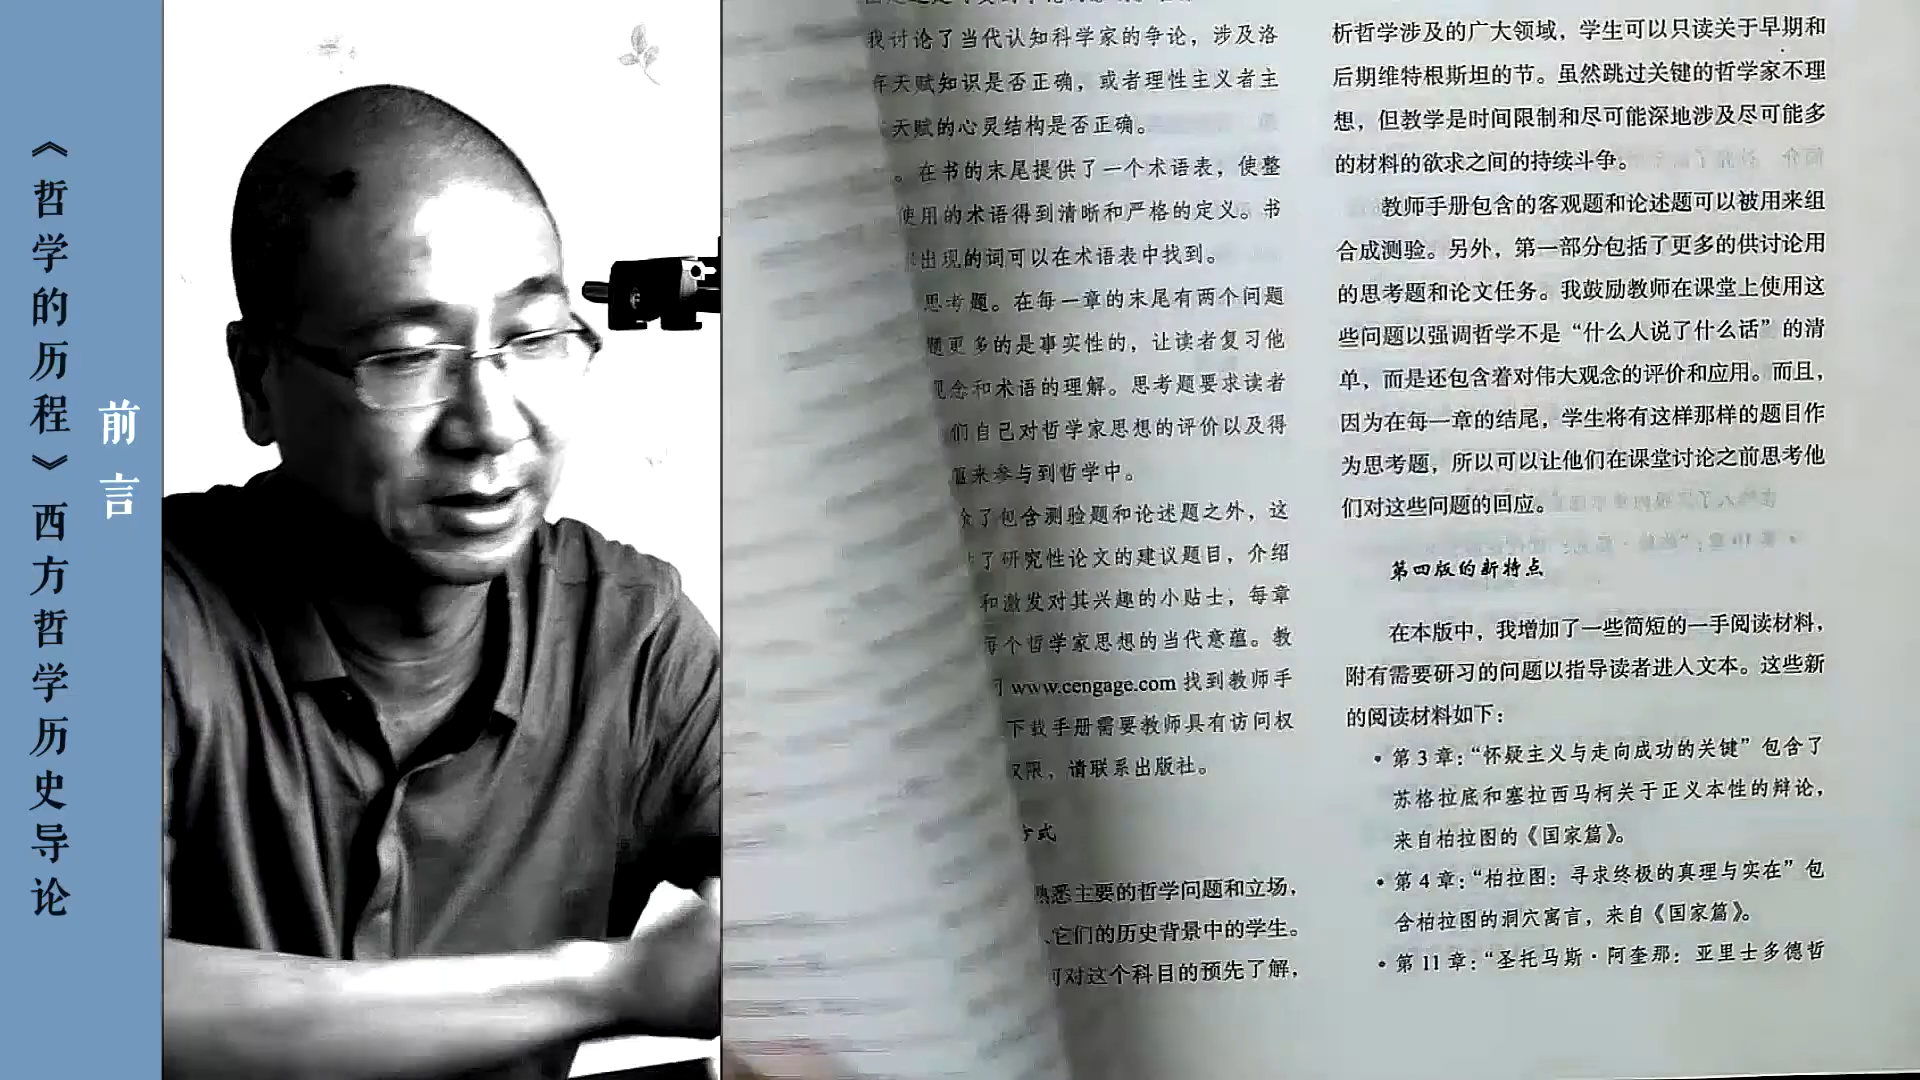 《哲学的历程》西方哲学历史导论
前言
我讨论了当代认知科学家的争论，涉及洛
天赋知识是否正确，或者理性主义者主
天赋的心灵结构是否正确。
。在书的末尾提供了一个术语表，使整
使用的术语得到清晰和严格的定义。书
出现的词可以在术语表中找到。
思考题。在每一章的末尾有两个问题
题更多的是事实性的，让读者复习他
观念和术语的理解。思考题要求读者
们自己对哲学家思想的评价以及得
来参与到哲学中。
了包含测验题和论述题之外，这
了研究性论文的建议题目，介绍
和激发对其兴趣的小贴士，每章
每个哲学家思想的当代意蕴。教
www.cengage.com 找到教师手
下载手册需要教师具有访问权
权限，请联系出版社。
方式
熟悉主要的哲学问题和立场，
它们的历史背景中的学生。
对这个科目的预先了解，
析哲学涉及的广大领域，学生可以只读关于早期和
后期维特根斯坦的节。虽然跳过关键的哲学家不理
想，但教学是时间限制和尽可能深地涉及尽可能多
的材料的欲求之间的持续斗争。
教师手册包含的客观题和论述题可以被用来组
合成测验。另外，第一部分包括了更多的供讨论用
的思考题和论文任务。我鼓励教师在课堂上使用这
些问题以强调哲学不是“什么人说了什么话”的清
单，而是还包含着对伟大观念的评价和应用。而且，
因为在每一章的结尾，学生将有这样那样的题目作
为思考题，所以可以让他们在课堂讨论之前思考他
们对这些问题的回应。
第四版的新特点
在本版中，我增加了一些简短的一手阅读材料，
附有需要研习的问题以指导读者进入文本。这些新
的阅读材料如下：
• 第 3 章：“怀疑主义与走向成功的关键”包含了
苏格拉底和塞拉西马柯关于正义本性的辩论，
来自柏拉图的《国家篇》。
• 第 4 章：“柏拉图：寻求终极的真理与实在”包
含柏拉图的洞穴寓言，来自《国家篇》。
• 第 11 章：“圣托马斯·阿奎那：亚里士多德哲